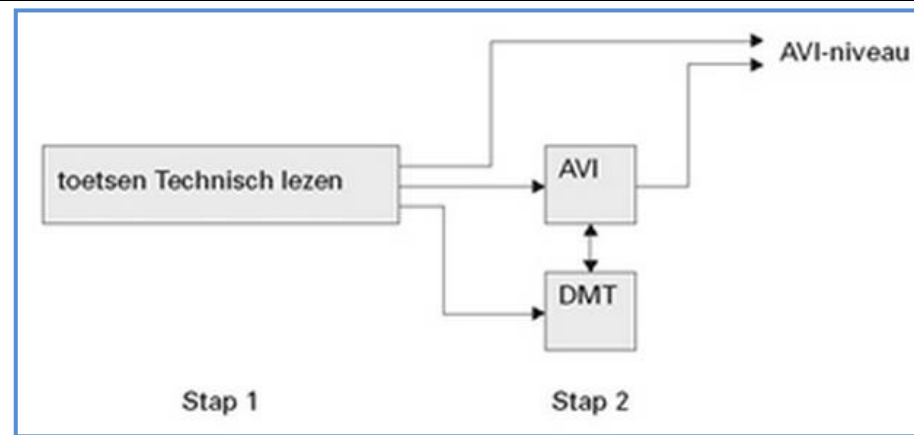 AVI-niveau
toetsen Technisch lezen
AVI
DMT
Stap 1
Stap 2